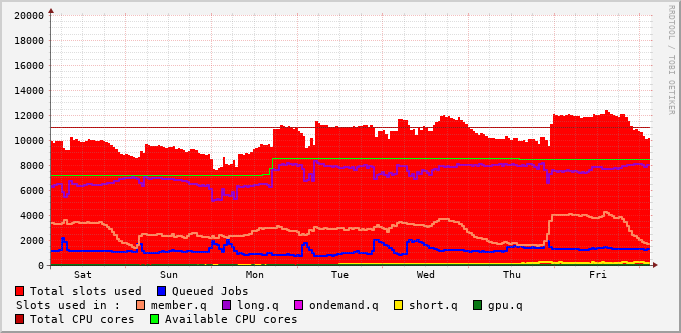 20000
18000
16000
14000
12000
10000
8000
6000
4000
2000
0
Sat Sun Mon Tue Wed Thu Fri
RRDTOOL / TOBI OETIKER
Total slots used Queued Jobs
Slots used in : member.q long.q ondemand.q short.q gpu.q
Total CPU cores Available CPU cores